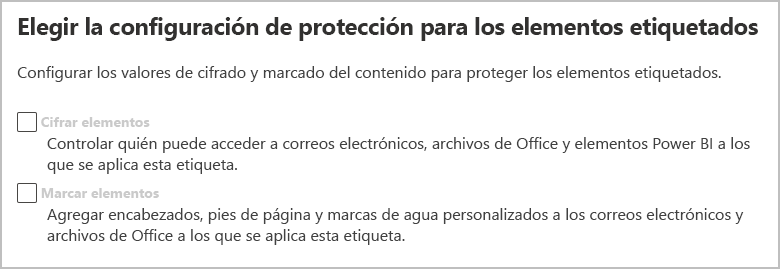 Elegir la configuración de protección para los elementos etiquetados
Configurar los valores de cifrado y marcado del contenido para proteger los elementos etiquetados.
Cifrar elementos
Controlar quién puede acceder a correos electrónicos, archivos de Office y elementos Power BI a los
que se aplica esta etiqueta.
Marcar elementos
Agregar encabezados, pies de página y marcas de agua personalizados a los correos electrónicos y
archivos de Office a los que se aplica esta etiqueta.